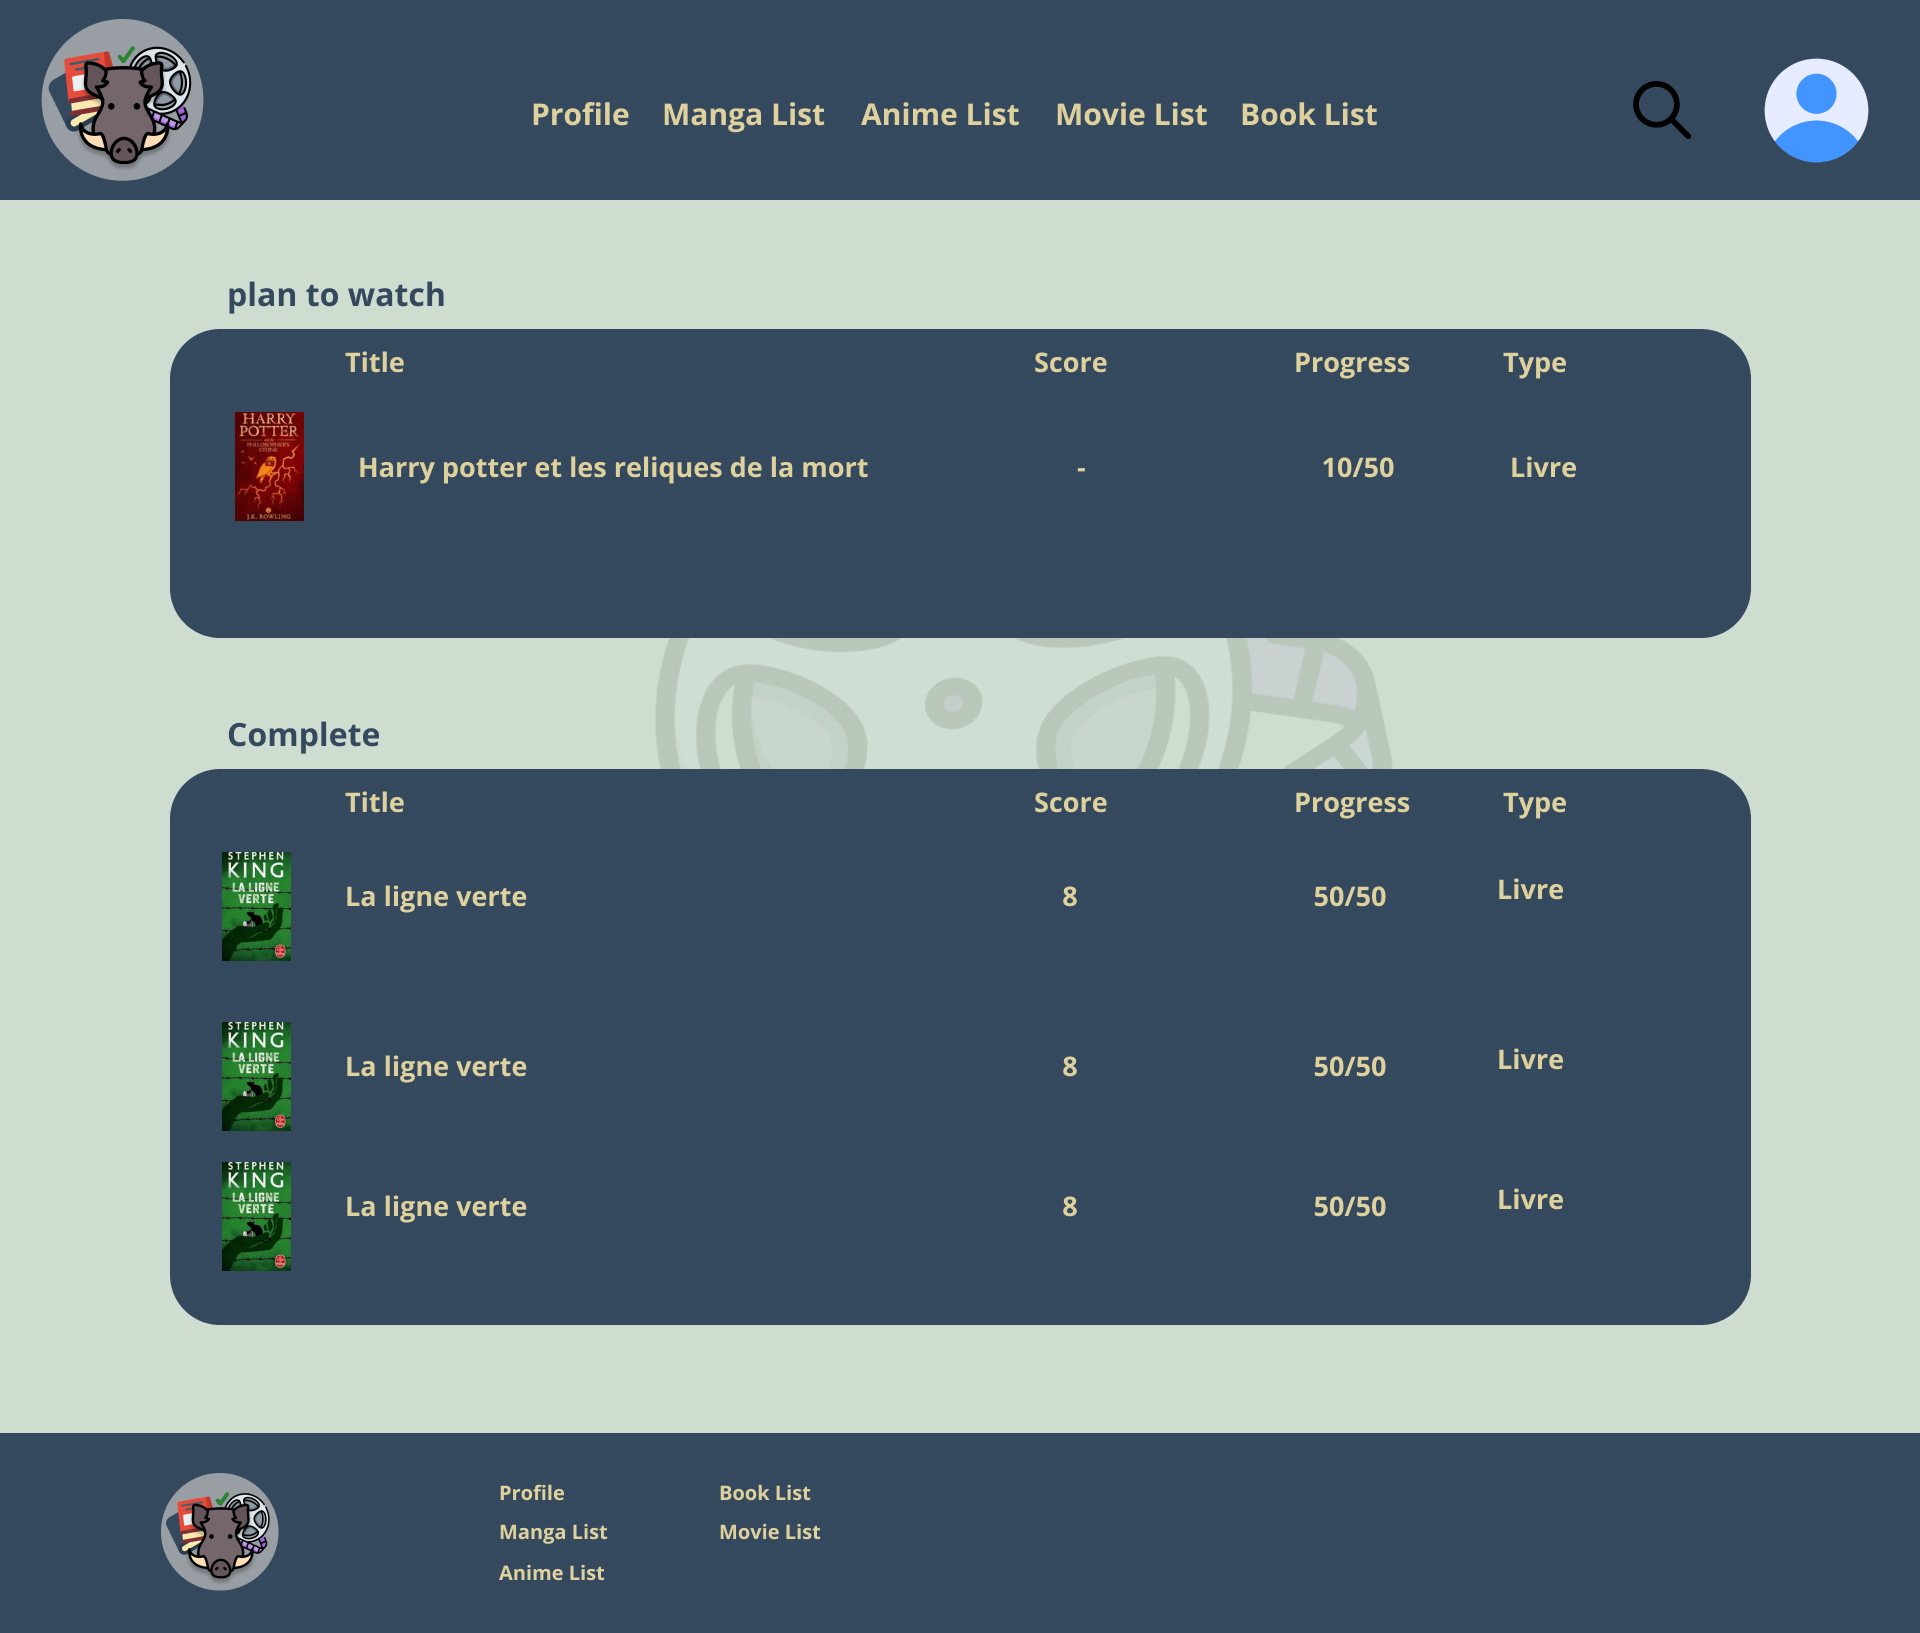 Profile Manga List Anime List Movie List Book List
plan to watch
Title Score Progress Type
HARRY
POTTER
and the
PHILOSOPHER'S
STONE
J.K. ROWLING
Harry potter et les reliques de la mort - 10/50 Livre
Complete
Title Score Progress Type
STEPHEN
KING
LA LIGNE
VERTE
La ligne verte 8 50/50 Livre
STEPHEN
KING
LA LIGNE
VERTE
La ligne verte 8 50/50 Livre
STEPHEN
KING
LA LIGNE
VERTE
La ligne verte 8 50/50 Livre
Profile Book List
Manga List Movie List
Anime List